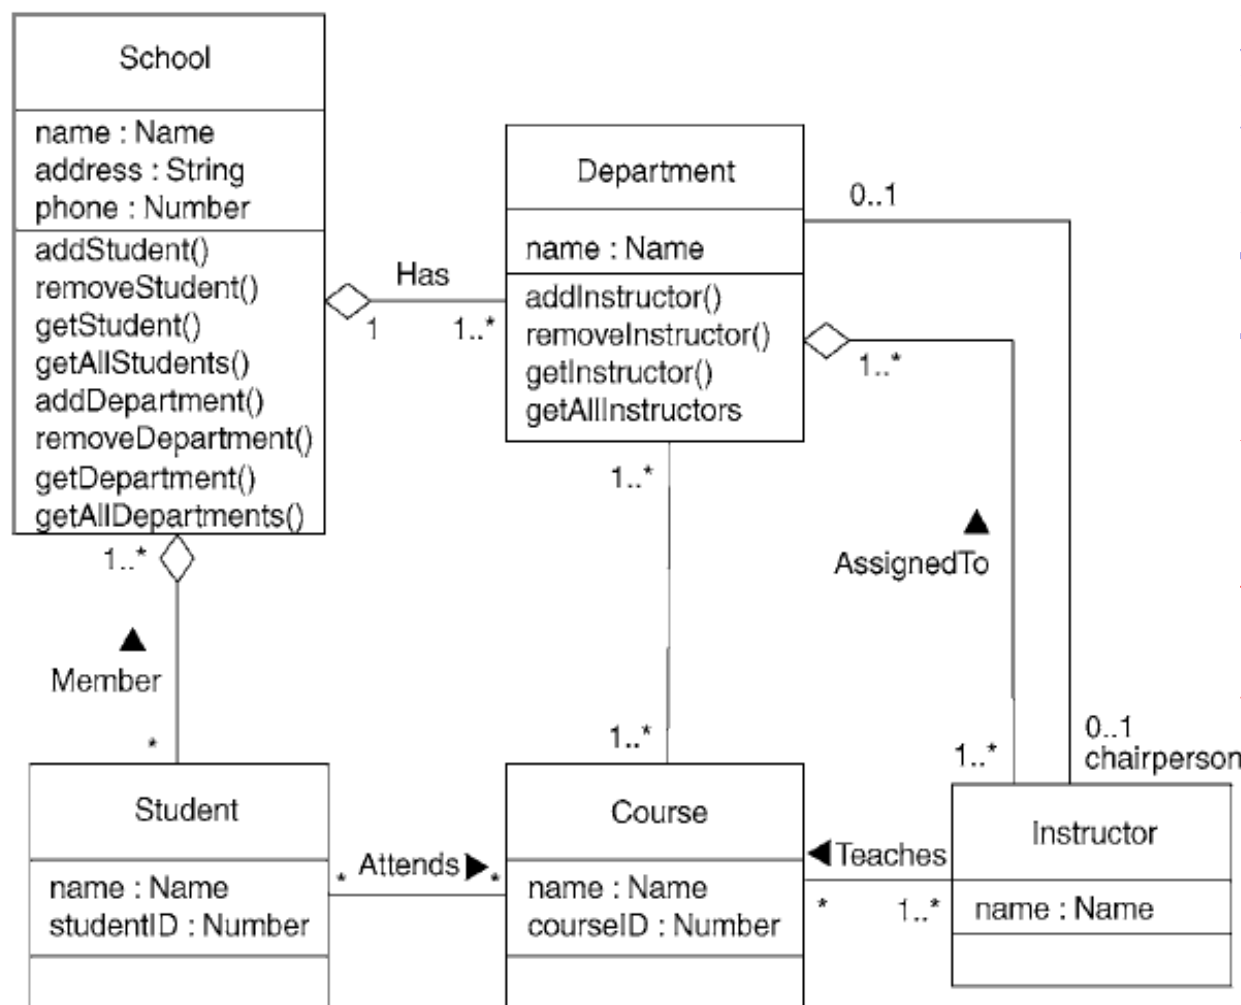 School
name : Name
address : String
phone : Number
addStudent()
removeStudent()
getStudent()
getAllStudents()
addDepartment()
removeDepartment()
getDepartment()
getAllDepartments()
Has
1
1..*
Department
name : Name
addInstructor()
removeInstructor()
getInstructor()
getAllInstructors
0..1
1..*
1..*
1..*
Member
*
AssignedTo
1..*
1..*
0..1
chairperson
Student
name : Name
studentID : Number
* Attends *
Course
name : Name
courseID : Number
Teaches
* 1..*
Instructor
name : Name